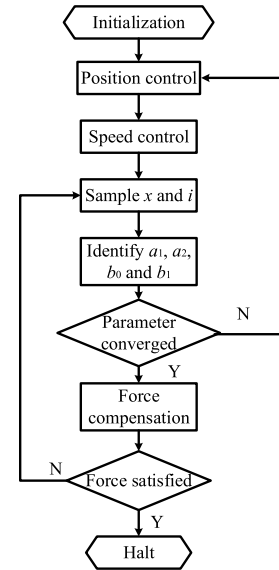 Initialization
Position control
Speed control
Sample x and i
Identify a₁, a₂,
b₀ and b₁
Parameter
converged
N
Y
Force
compensation
Force satisfied
N
Y
Halt